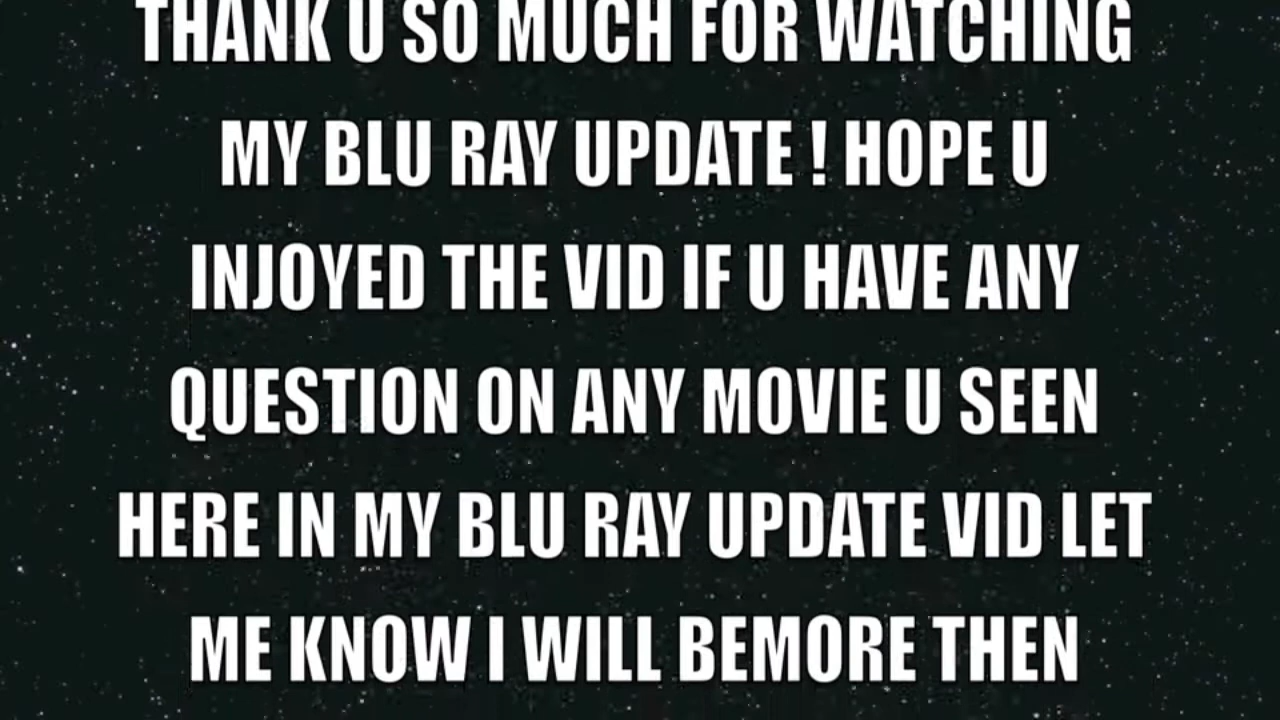 THANK U SO MUCH FOR WATCHING
MY BLU RAY UPDATE ! HOPE U
INJOYED THE VID IF U HAVE ANY
QUESTION ON ANY MOVIE U SEEN
HERE IN MY BLU RAY UPDATE VID LET
ME KNOW I WILL BEMORE THEN